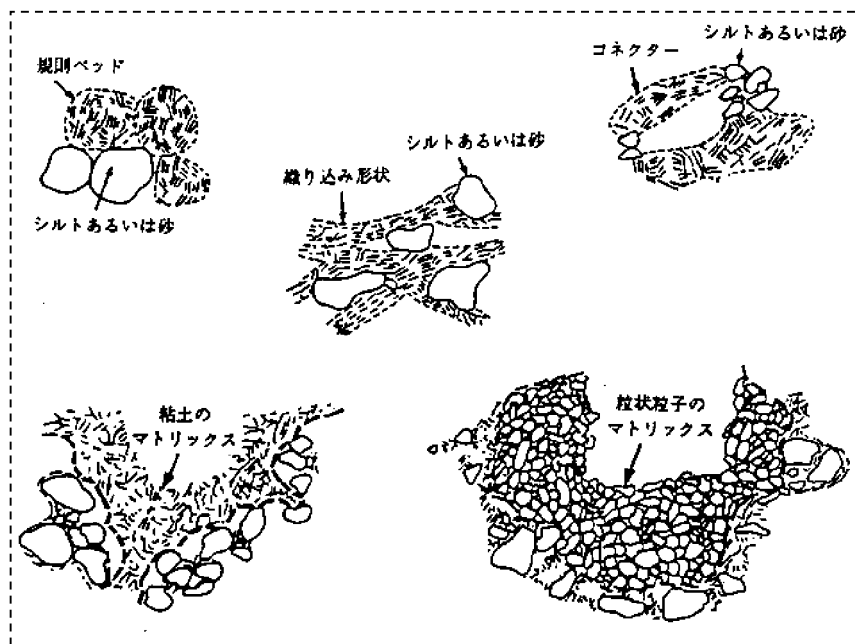 規則ペッド
シルトあるいは砂
織り込み形状
シルトあるいは砂
コネクター
シルトあるいは砂
粘土の
マトリックス
粒状粒子の
マトリックス